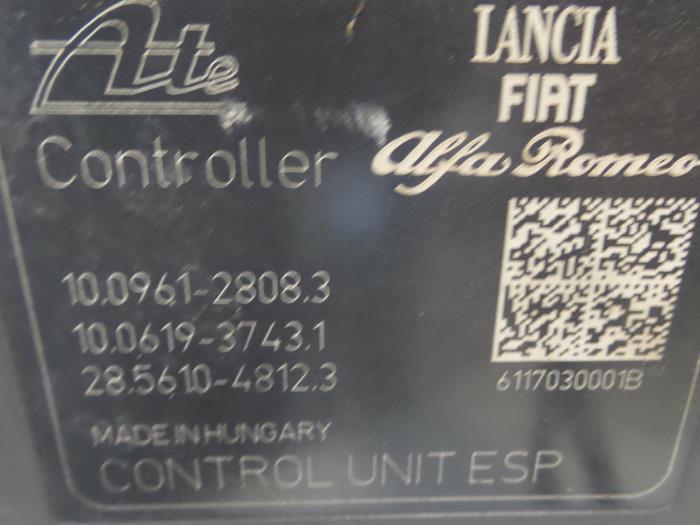 Ate
Controller
LANCIA
FIAT
Alfa Romeo
10.0961-2808.3
10.0619-3743.1
28.5610-4812.3
6117030001B
MADE IN HUNGARY
CONTROL UNIT ESP